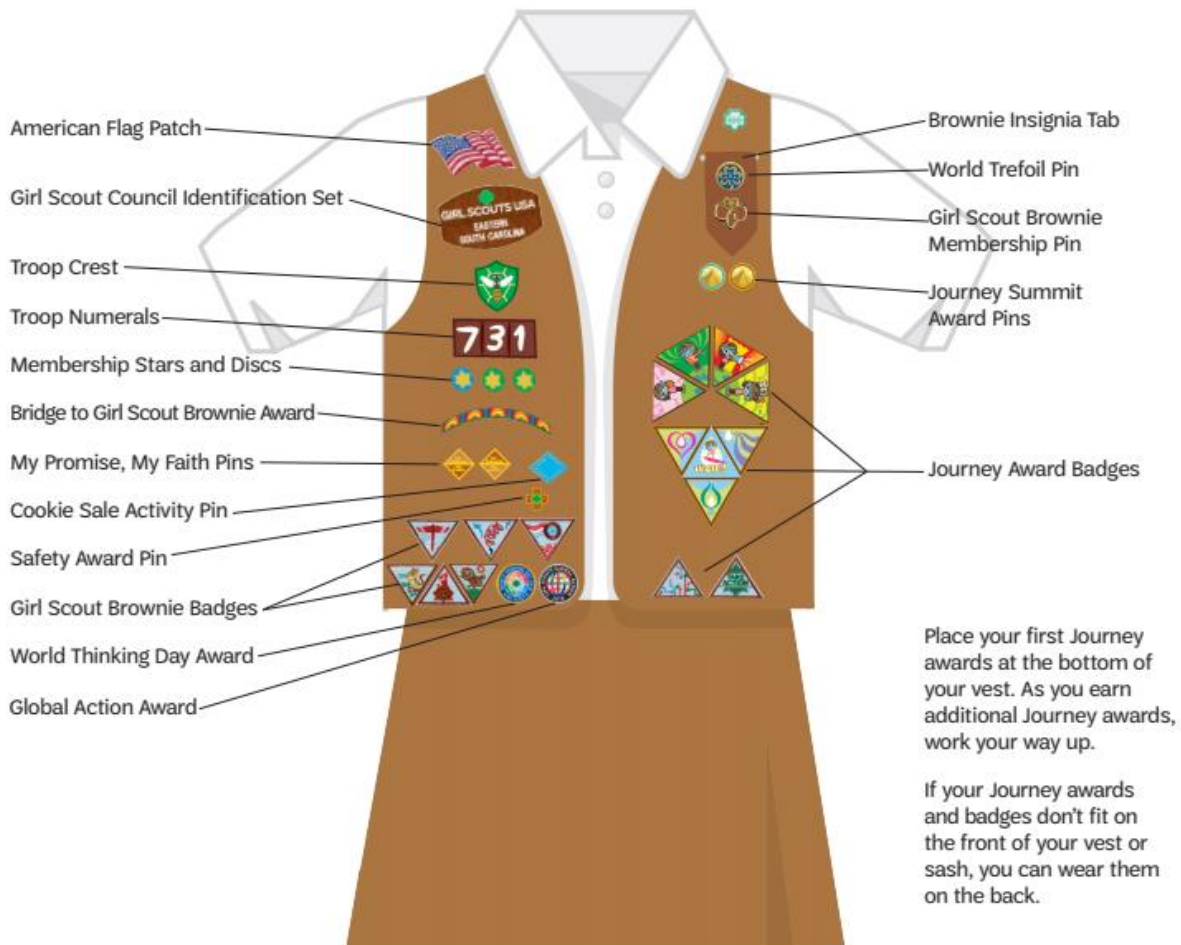 American Flag Patch
Girl Scout Council Identification Set
Troop Crest
Troop Numerals
Membership Stars and Discs
Bridge to Girl Scout Brownie Award
My Promise, My Faith Pins
Cookie Sale Activity Pin
Safety Award Pin
Girl Scout Brownie Badges
World Thinking Day Award
Global Action Award
GIRL SCOUTS USA
EASTERN
SOUTH CAROLINA
731
Brownie Insignia Tab
World Trefoil Pin
Girl Scout Brownie
Membership Pin
Journey Summit
Award Pins
Journey Award Badges
Place your first Journey
awards at the bottom of
your vest. As you earn
additional Journey awards,
work your way up.
If your Journey awards
and badges don’t fit on
the front of your vest or
sash, you can wear them
on the back.